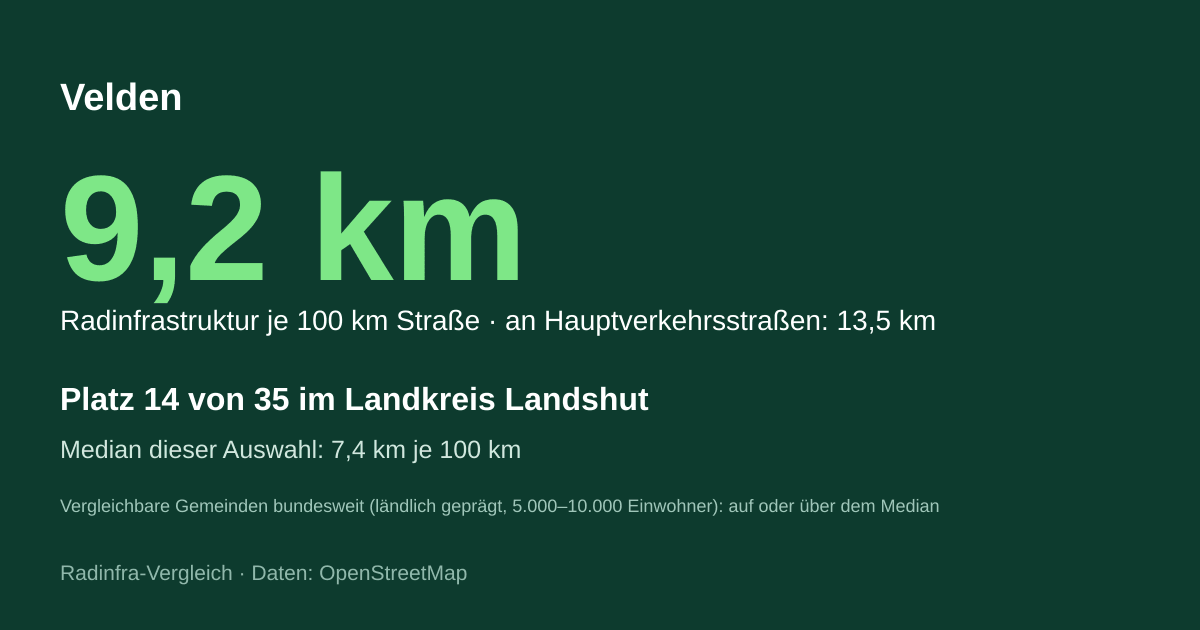 Velden
9,2 km
Radinfrastruktur je 100 km Straße · an Hauptverkehrsstraßen: 13,5 km
Platz 14 von 35 im Landkreis Landshut
Median dieser Auswahl: 7,4 km je 100 km
Vergleichbare Gemeinden bundesweit (ländlich geprägt, 5.000–10.000 Einwohner): auf oder über dem Median
Radinfra-Vergleich · Daten: OpenStreetMap